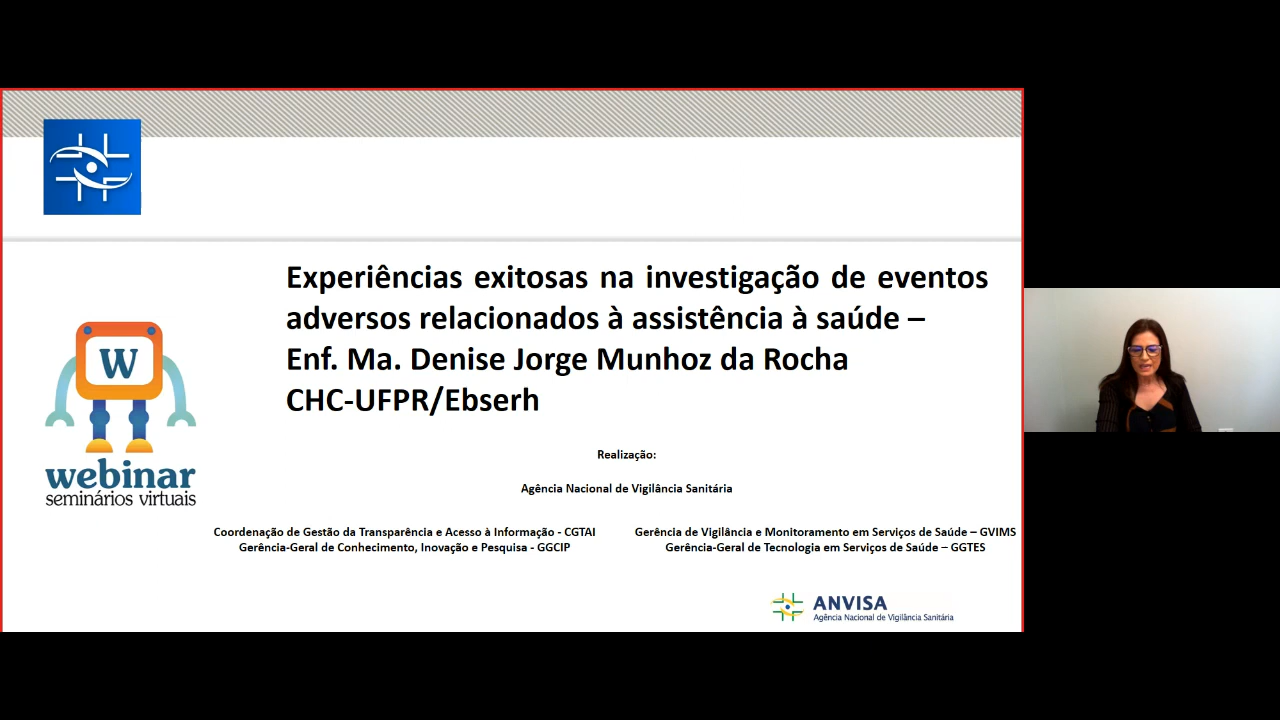 Experiências exitosas na investigação de eventos
adversos relacionados à assistência à saúde –
Enf. Ma. Denise Jorge Munhoz da Rocha
CHC-UFPR/Ebserh
W
webinar
seminários virtuais
Realização:
Agência Nacional de Vigilância Sanitária
Coordenação de Gestão da Transparência e Acesso à Informação - CGTAI
Gerência-Geral de Conhecimento, Inovação e Pesquisa - GGCIP
Gerência de Vigilância e Monitoramento em Serviços de Saúde – GVIMS
Gerência-Geral de Tecnologia em Serviços de Saúde – GGTES
ANVISA
Agência Nacional de Vigilância Sanitária